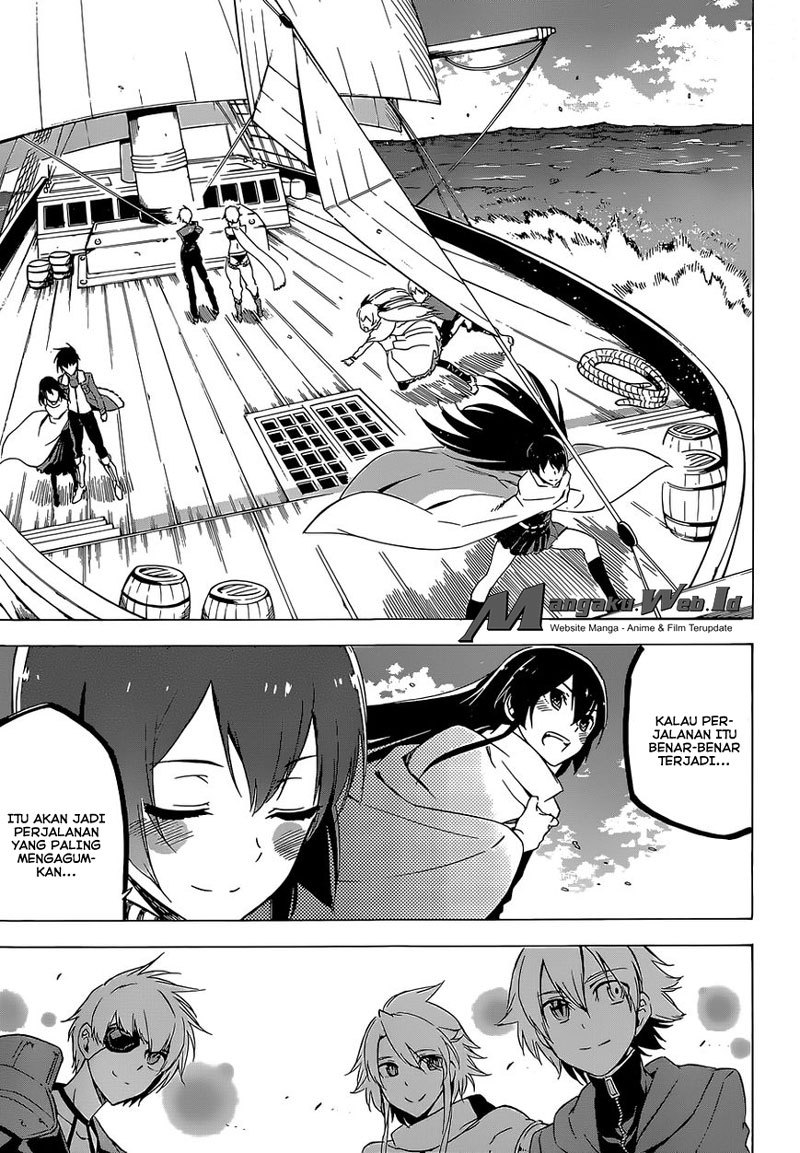 Mangaku.Web.Id
Website Manga - Anime & Film Terupdate
KALAU PER-
JALANAN ITU
BENAR-BENAR
TERJADI...
ITU AKAN JADI
PERJALANAN
YANG PALING
MENGAGUM-
KAN...